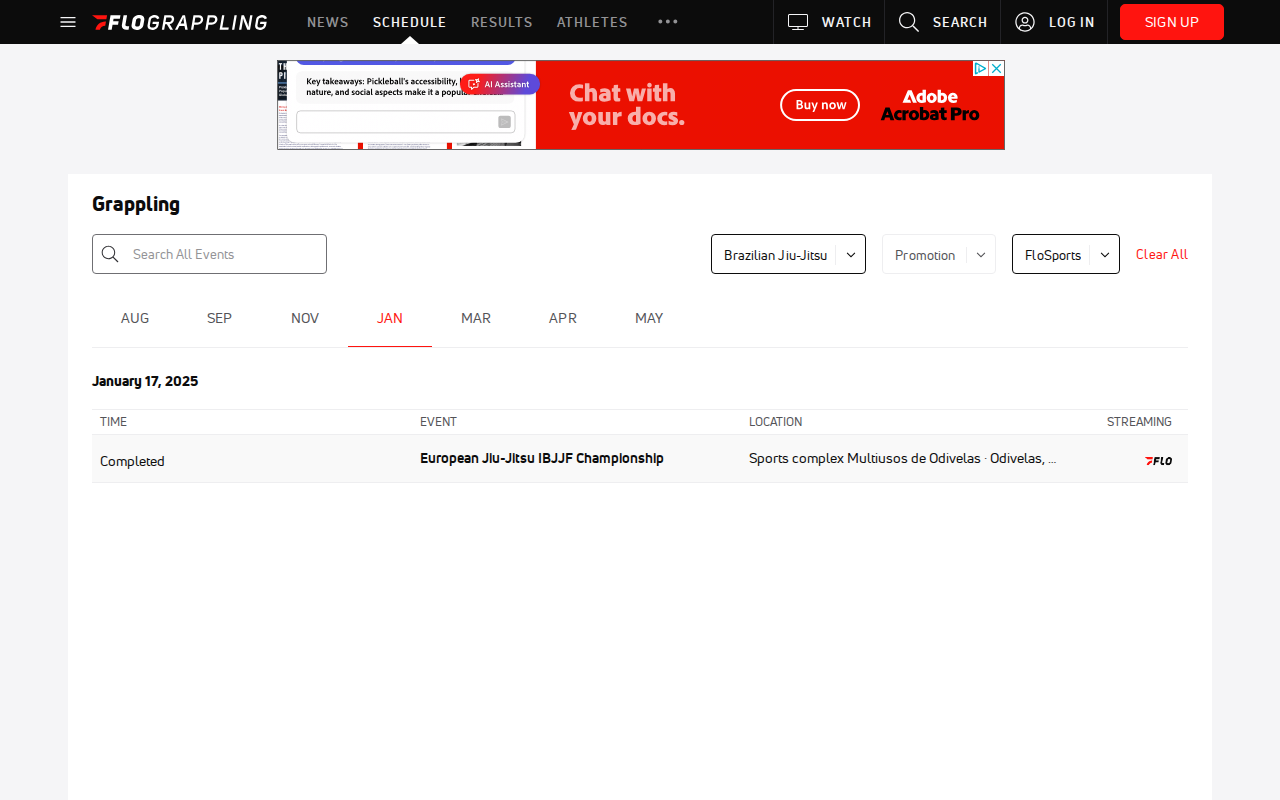 FLOGRAPPLING
NEWS
SCHEDULE
RESULTS
ATHLETES
WATCH
SEARCH
LOG IN
SIGN UP
Key takeaways: Pickleball's accessibility,
nature, and social aspects make it a popul
AI Assistant
Chat with
your docs.
Buy now
Adobe
Acrobat Pro
Grappling
Search All Events
Brazilian Jiu-Jitsu
Promotion
FloSports
Clear All
AUG
SEP
NOV
JAN
MAR
APR
MAY
January 17, 2025
TIME
EVENT
LOCATION
STREAMING
Completed
European Jiu-Jitsu IBJJF Championship
Sports complex Multiusos de Odivelas · Odivelas, ...
FLO